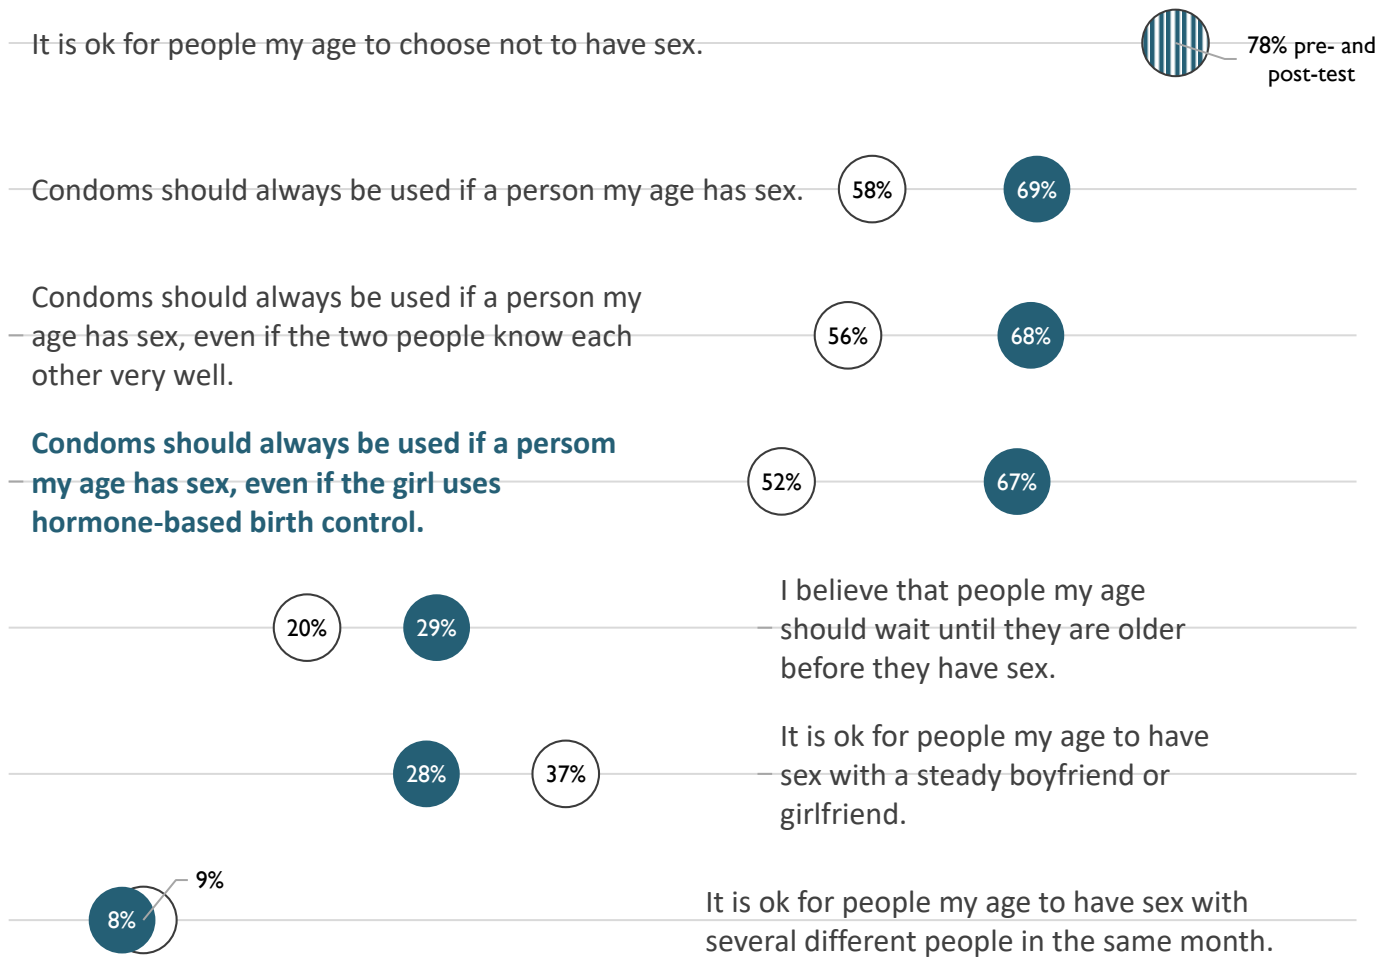 It is ok for people my age to choose not to have sex.
78% pre- and
post-test
Condoms should always be used if a person my age has sex.
58%
69%
Condoms should always be used if a person my
age has sex, even if the two people know each
other very well.
56%
68%
Condoms should always be used if a persom
my age has sex, even if the girl uses
hormone-based birth control.
52%
67%
20%
29%
I believe that people my age
should wait until they are older
before they have sex.
28%
37%
It is ok for people my age to have
sex with a steady boyfriend or
girlfriend.
9%
8%
It is ok for people my age to have sex with
several different people in the same month.